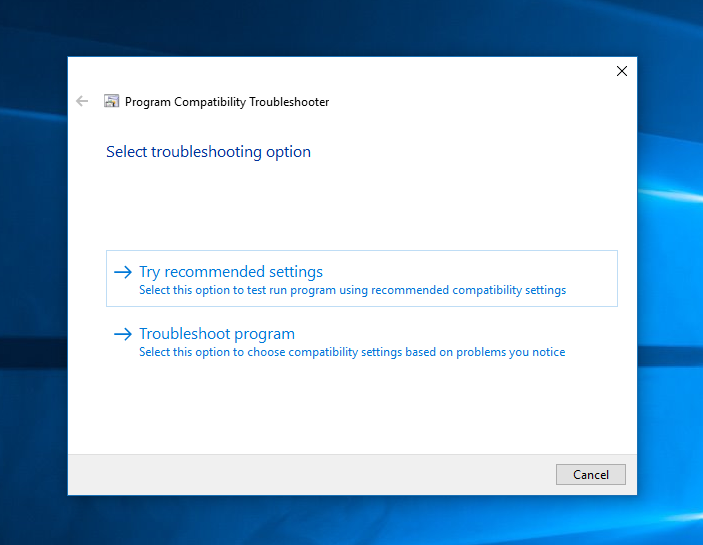 Program Compatibility Troubleshooter
Select troubleshooting option
Try recommended settings
Select this option to test run program using recommended compatibility settings
Troubleshoot program
Select this option to choose compatibility settings based on problems you notice
Cancel